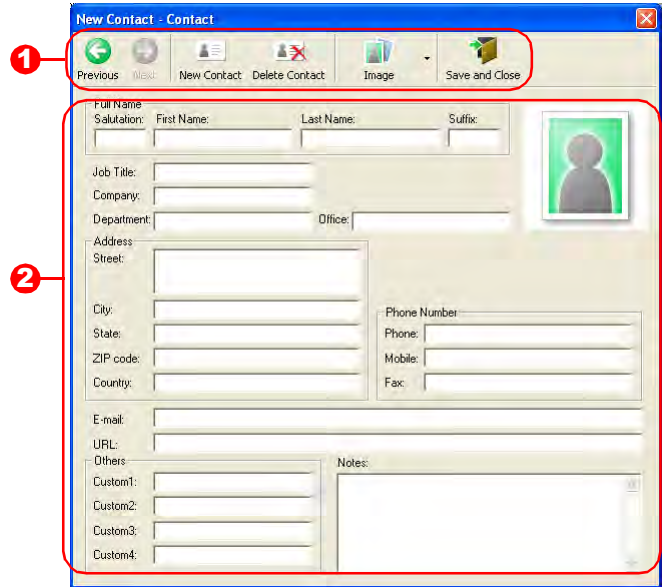 New Contact - Contact
1
Previous Next New Contact Delete Contact Image Save and Close
2
Full Name
Salutation: First Name: Last Name: Suffix:
Job Title:
Company:
Department: Office:
Address
Street:
City:
State:
ZIP code:
Country:
Phone Number
Phone:
Mobile:
Fax:
E-mail:
URL:
Others
Custom1:
Custom2:
Custom3:
Custom4:
Notes: